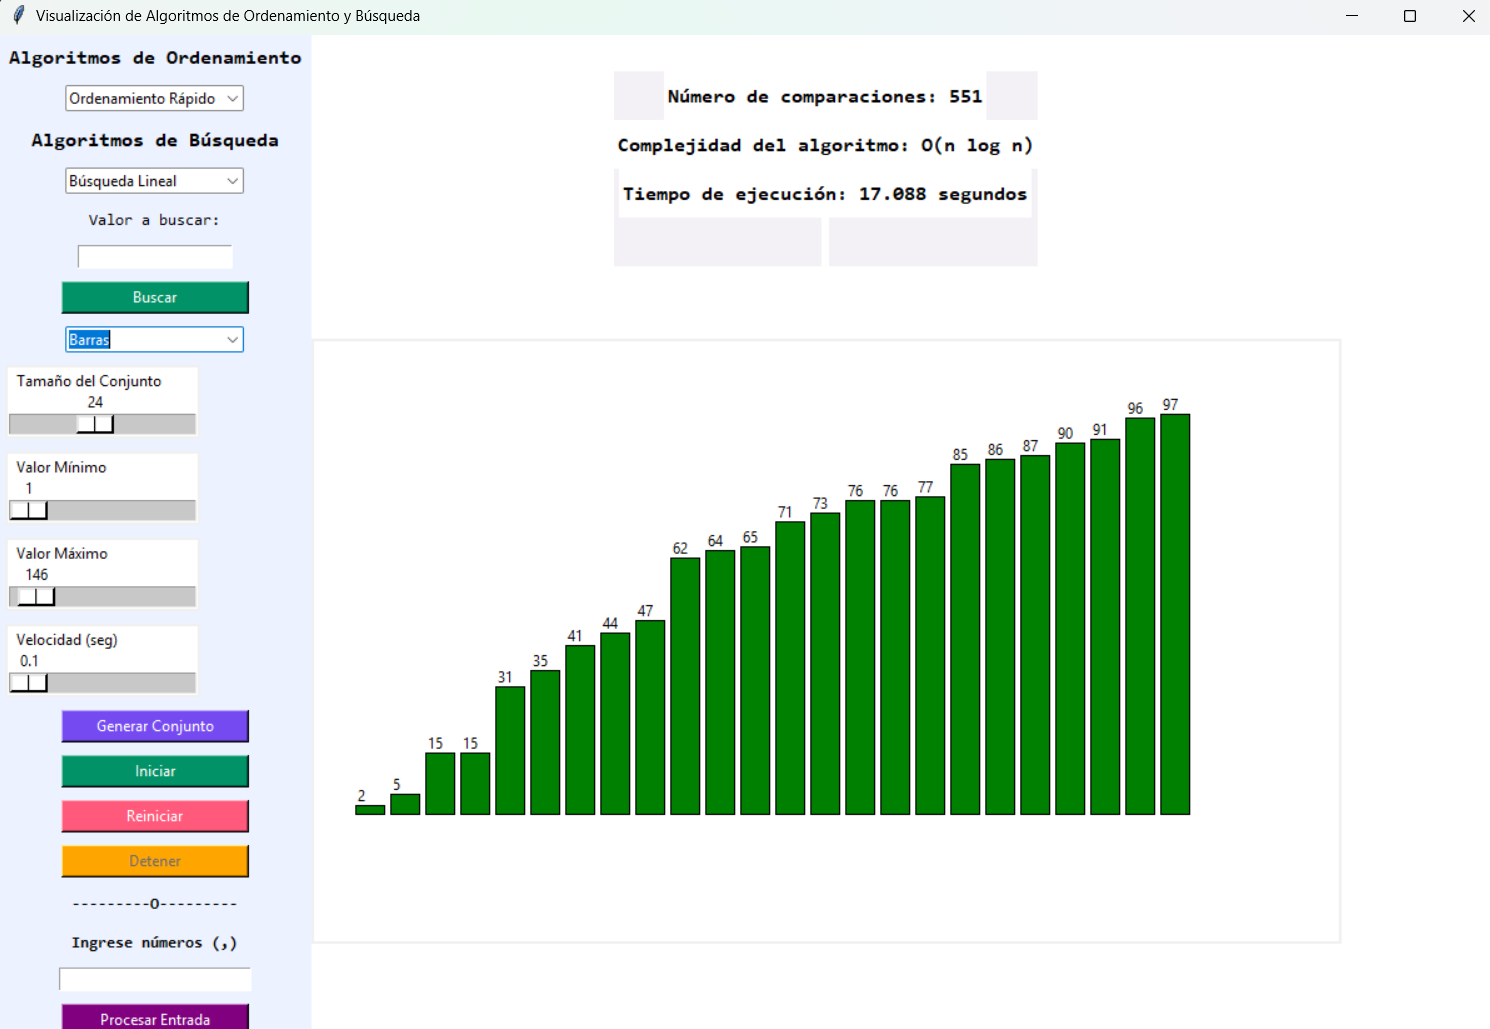 Visualización de Algoritmos de Ordenamiento y Búsqueda
Algoritmos de Ordenamiento
Ordenamiento Rápido
Algoritmos de Búsqueda
Búsqueda Lineal
Valor a buscar:
Buscar
Barras
Tamaño del Conjunto
24
Valor Mínimo
1
Valor Máximo
146
Velocidad (seg)
0.1
Generar Conjunto
Iniciar
Reiniciar
Detener
---------O---------
Ingrese números (,)
Procesar Entrada
Número de comparaciones: 551
Complejidad del algoritmo: O(n log n)
Tiempo de ejecución: 17.088 segundos
2 5 15 15 31 35 41 44 47 62 64 65 71 73 76 76 77 85 86 87 90 91 96 97